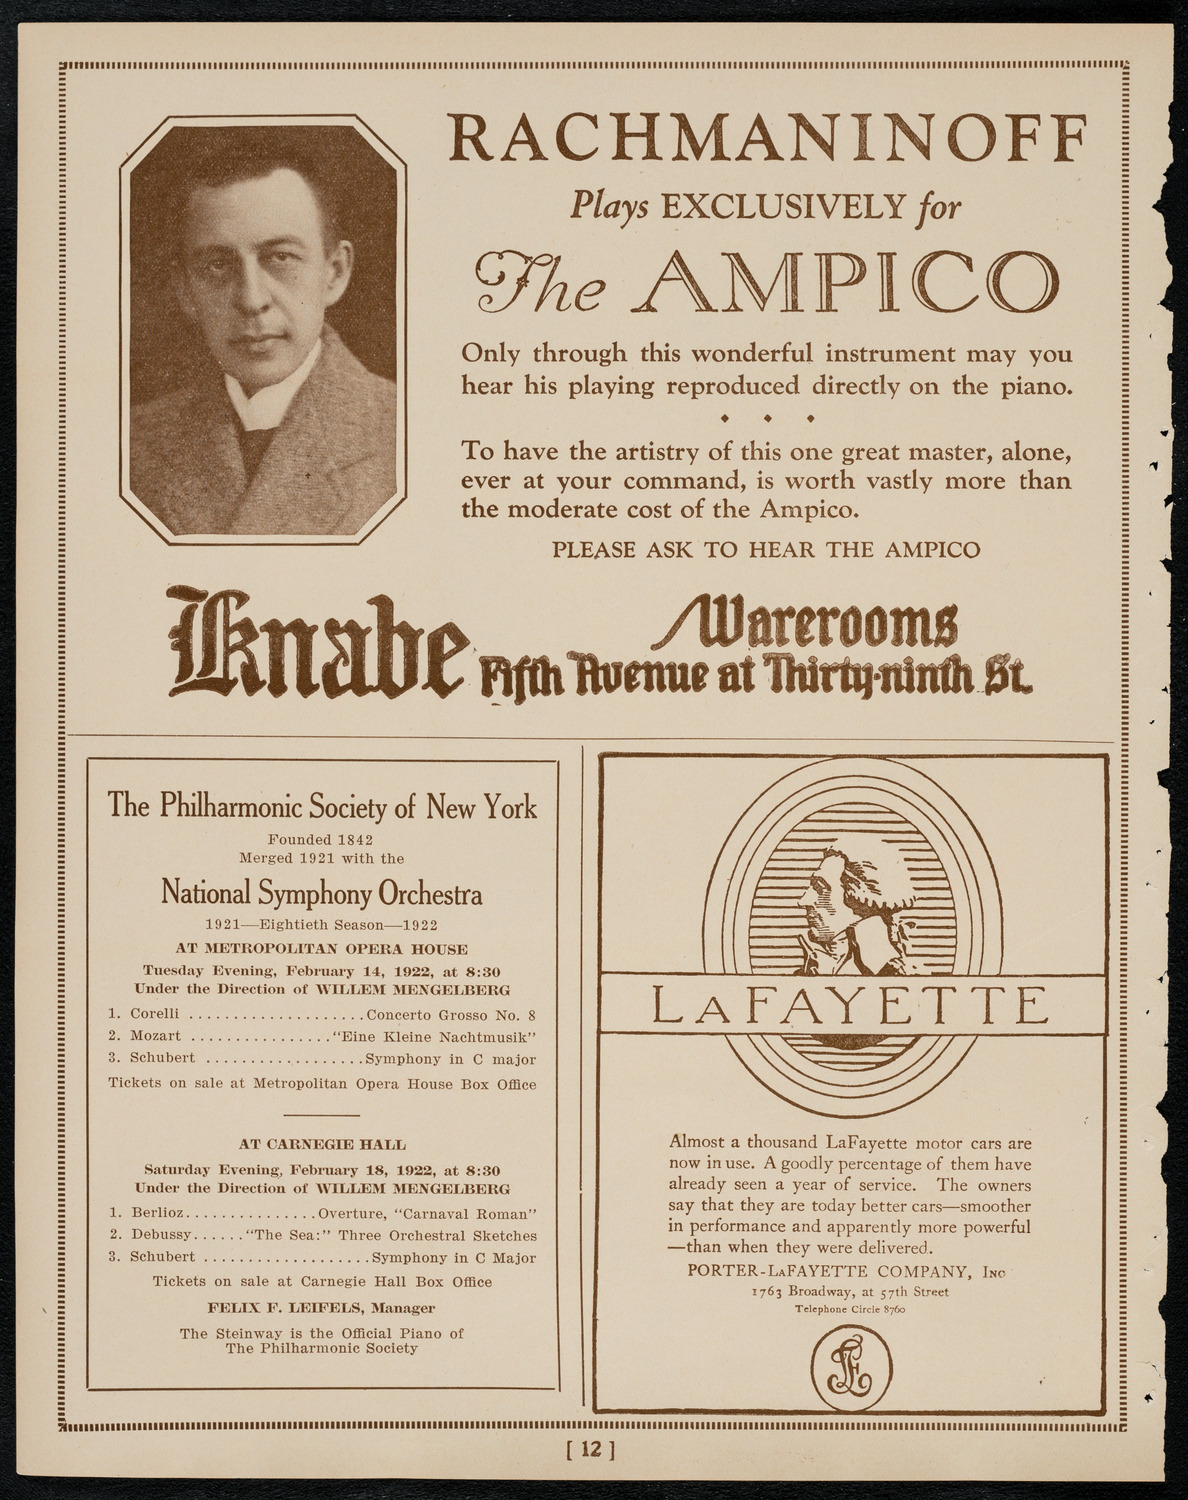 RACHMANINOFF
Plays EXCLUSIVELY for
The AMPICO
Only through this wonderful instrument may you
hear his playing reproduced directly on the piano.
To have the artistry of this one great master, alone,
ever at your command, is worth vastly more than
the moderate cost of the Ampico.
PLEASE ASK TO HEAR THE AMPICO
Knabe Warerooms
Fifth Avenue at Thirty-ninth St.
The Philharmonic Society of New York
Founded 1842
Merged 1921 with the
National Symphony Orchestra
1921—Eightieth Season—1922
AT METROPOLITAN OPERA HOUSE
Tuesday Evening, February 14, 1922, at 8:30
Under the Direction of WILLEM MENGELBERG
1. Corelli ....................Concerto Grosso No. 8
2. Mozart ................"Eine Kleine Nachtmusik"
3. Schubert ..................Symphony in C major
Tickets on sale at Metropolitan Opera House Box Office
AT CARNEGIE HALL
Saturday Evening, February 18, 1922, at 8:30
Under the Direction of WILLEM MENGELBERG
1. Berlioz...............Overture, "Carnaval Roman"
2. Debussy......"The Sea:" Three Orchestral Sketches
3. Schubert ...................Symphony in C Major
Tickets on sale at Carnegie Hall Box Office
FELIX F. LEIFELS, Manager
The Steinway is the Official Piano of
The Philharmonic Society
LAFAYETTE
Almost a thousand LaFayette motor cars are
now in use. A goodly percentage of them have
already seen a year of service. The owners
say that they are today better cars—smoother
in performance and apparently more powerful
—than when they were delivered.
PORTER-LAFAYETTE COMPANY, INC
1763 Broadway, at 57th Street
Telephone Circle 8760
[ 12 ]